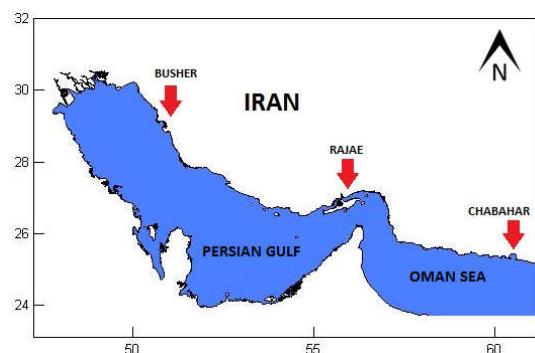 32
30
28
26
24
BUSHER
IRAN
N
RAJAE
CHABAHAR
PERSIAN GULF
OMAN SEA
50
55
60